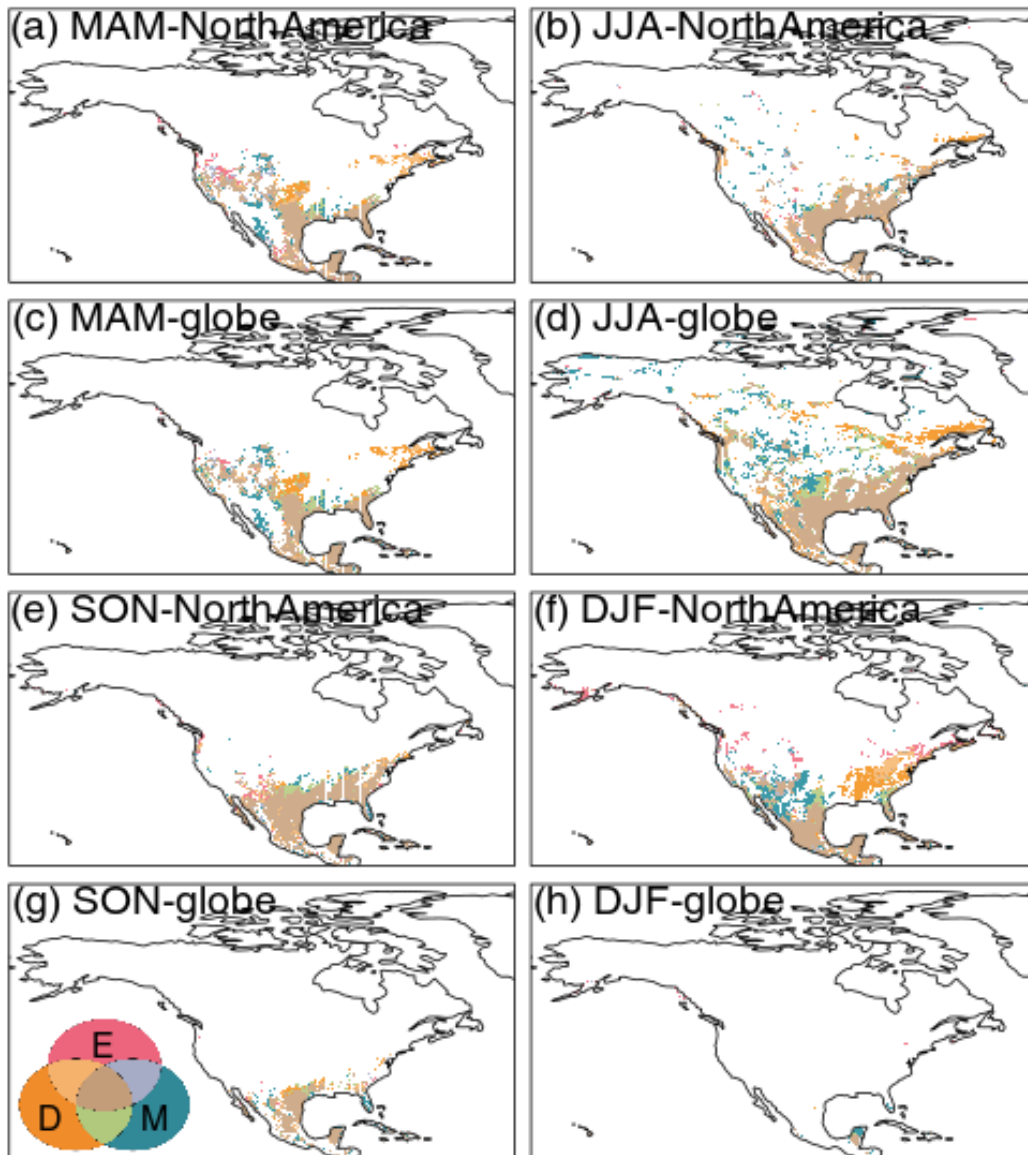 (a) MAM-NorthAmerica
(b) JJA-NorthAmerica
(c) MAM-globe
(d) JJA-globe
(e) SON-NorthAmerica
(f) DJF-NorthAmerica
(g) SON-globe
(h) DJF-globe
E
D M